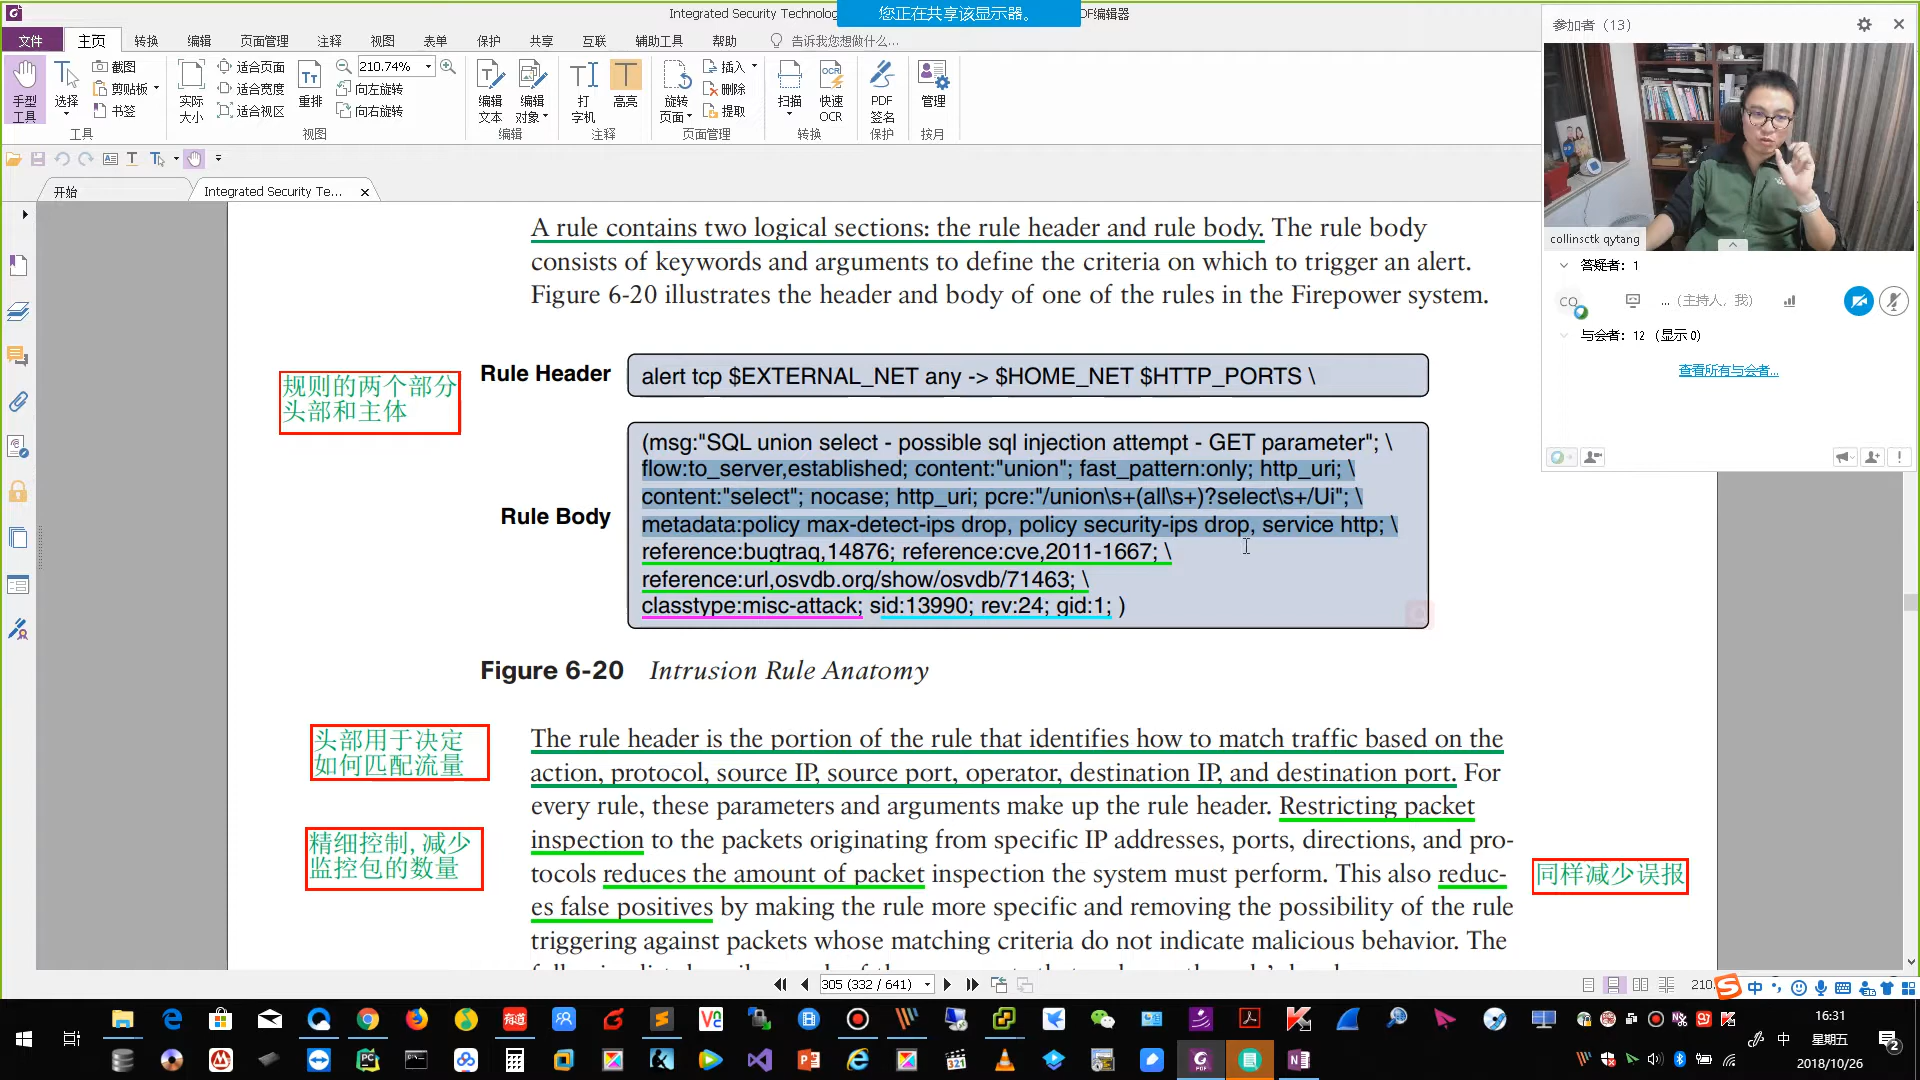 Integrated Security Technolog
您正在共享该显示器。
DF编辑器
文件 主页 转换 编辑 页面管理 注释 视图 表单 保护 共享 互联 辅助工具 帮助 告诉我您想做什么...
手型工具
选择
截图
剪贴板
书签
工具
实际大小
适合页面
适合宽度
适合视区
重排
210.74%
向左旋转
向右旋转
视图
编辑文本
编辑对象
编辑
打字机
高亮
注释
旋转页面
插入
删除
提取
页面管理
扫描
快速OCR
转换
PDF签名
保护
管理
按月
开始
Integrated Security Te...
A rule contains two logical sections: the rule header and rule body. The rule body
consists of keywords and arguments to define the criteria on which to trigger an alert.
Figure 6-20 illustrates the header and body of one of the rules in the Firepower system.
规则的两个部分
头部和主体
Rule Header
alert tcp $EXTERNAL_NET any -> $HOME_NET $HTTP_PORTS \
Rule Body
(msg:"SQL union select - possible sql injection attempt - GET parameter"; \
flow:to_server,established; content:"union"; fast_pattern:only; http_uri; \
content:"select"; nocase; http_uri; pcre:"/union\s+(all\s+)?select\s+/Ui"; \
metadata:policy max-detect-ips drop, policy security-ips drop, service http; \
reference:bugtraq,14876; reference:cve,2011-1667; \
reference:url,osvdb.org/show/osvdb/71463; \
classtype:misc-attack; sid:13990; rev:24; gid:1; )
Figure 6-20 Intrusion Rule Anatomy
头部用于决定
如何匹配流量
The rule header is the portion of the rule that identifies how to match traffic based on the
action, protocol, source IP, source port, operator, destination IP, and destination port. For
every rule, these parameters and arguments make up the rule header. Restricting packet
inspection to the packets originating from specific IP addresses, ports, directions, and pro-
tocols reduces the amount of packet inspection the system must perform. This also reduc-
es false positives by making the rule more specific and removing the possibility of the rule
triggering against packets whose matching criteria do not indicate malicious behavior. The
精细控制,减少
监控包的数量
同样减少误报
参加者 (13)
collinsctk qytang
答疑者: 1
CQ ... (主持人, 我)
与会者: 12 (显示 0)
查看所有与会者...
305 (332 / 641)
210.
中
有道
321
中
16:31
星期五
2018/10/26
2